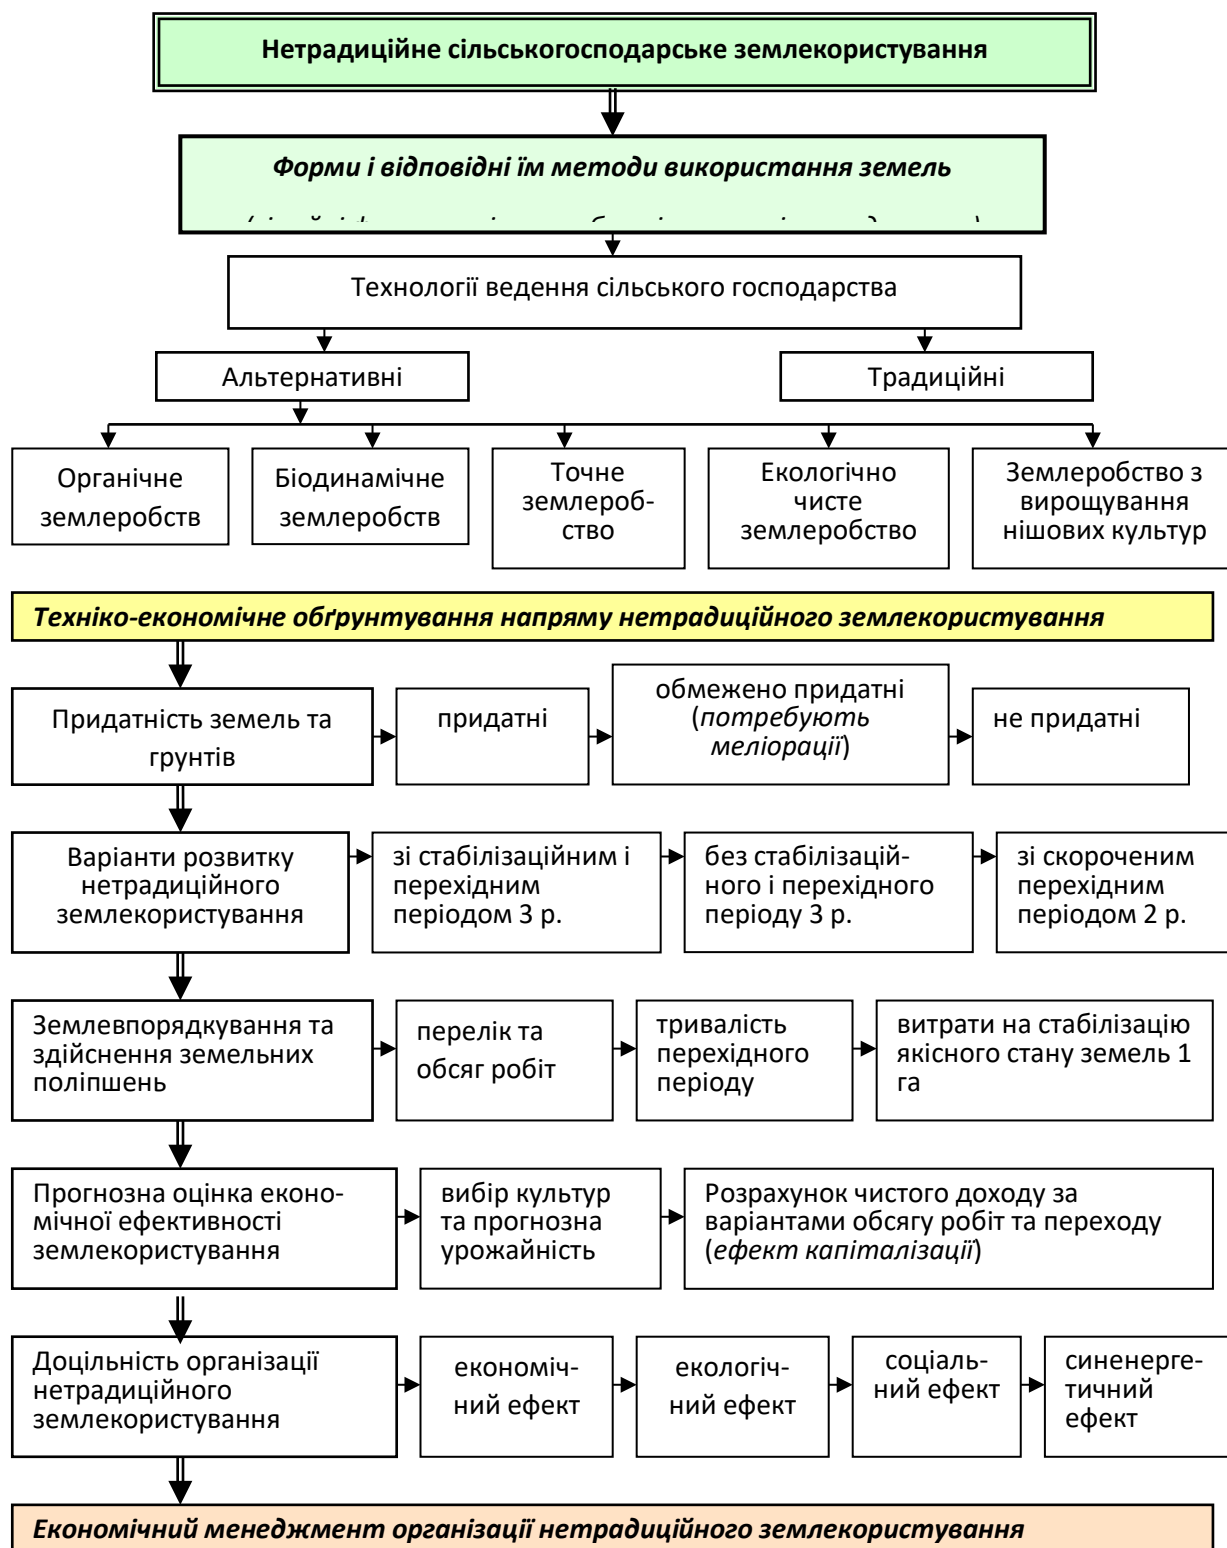 Нетрадиційне сільськогосподарське землекористування
Форми і відповідні їм методи використання земель
Технології ведення сільського господарства
Альтернативні
Традиційні
Органічне
землеробств
Біодинамічне
землеробств
Точне
землероб-
ство
Екологічно
чисте
землеробство
Землеробство з
вирощування
нішових культур
Техніко-економічне обґрунтування напряму нетрадиційного землекористування
Придатність земель та
грунтів
придатні
обмежено придатні
(потребують
меліорації)
не придатні
Варіанти розвитку
нетрадиційного
землекористування
зі стабілізаційним і
перехідним
періодом 3 р.
без стабілізацій-
ного і перехідного
періоду 3 р.
зі скороченим
перехідним
періодом 2 р.
Землевпорядкування та
здійснення земельних
поліпшень
перелік та
обсяг робіт
тривалість
перехідного
періоду
витрати на стабілізацію
якісного стану земель 1
га
Прогнозна оцінка еконо-
мічної ефективності
землекористування
вибір культур
та прогнозна
урожайність
Розрахунок чистого доходу за
варіантами обсягу робіт та переходу
(ефект капіталізації)
Доцільність організації
нетрадиційного
землекористування
економіч-
ний ефект
екологіч-
ний ефект
соціаль-
ний ефект
синенерге-
тичний
ефект
Економічний менеджмент організації нетрадиційного землекористування